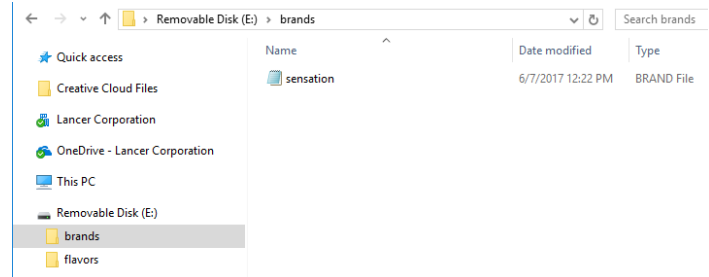 Removable Disk (E:) > brands
Search brands
Quick access
Creative Cloud Files
Lancer Corporation
OneDrive - Lancer Corporation
This PC
Removable Disk (E:)
brands
flavors
Name Date modified Type
sensation 6/7/2017 12:22 PM BRAND File